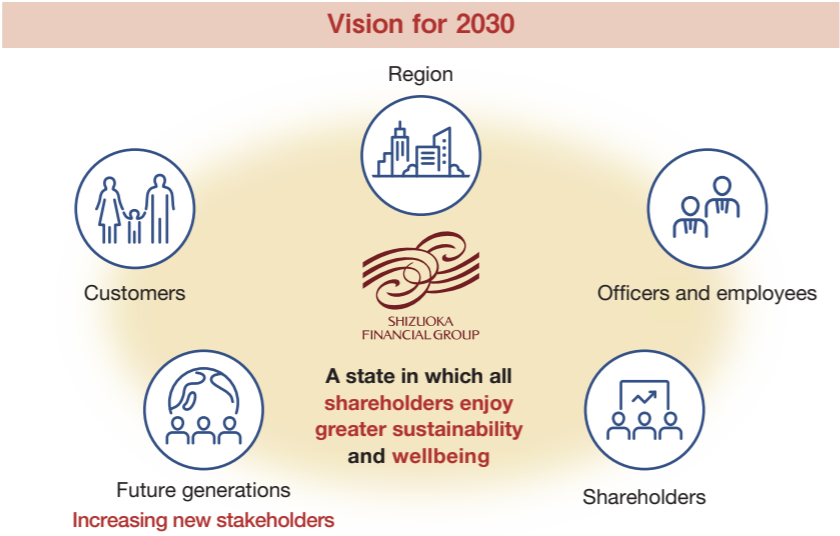 Vision for 2030
Region
Customers
Officers and employees
SHIZUOKA
FINANCIAL GROUP
A state in which all
shareholders enjoy
greater sustainability
and wellbeing
Future generations
Increasing new stakeholders
Shareholders